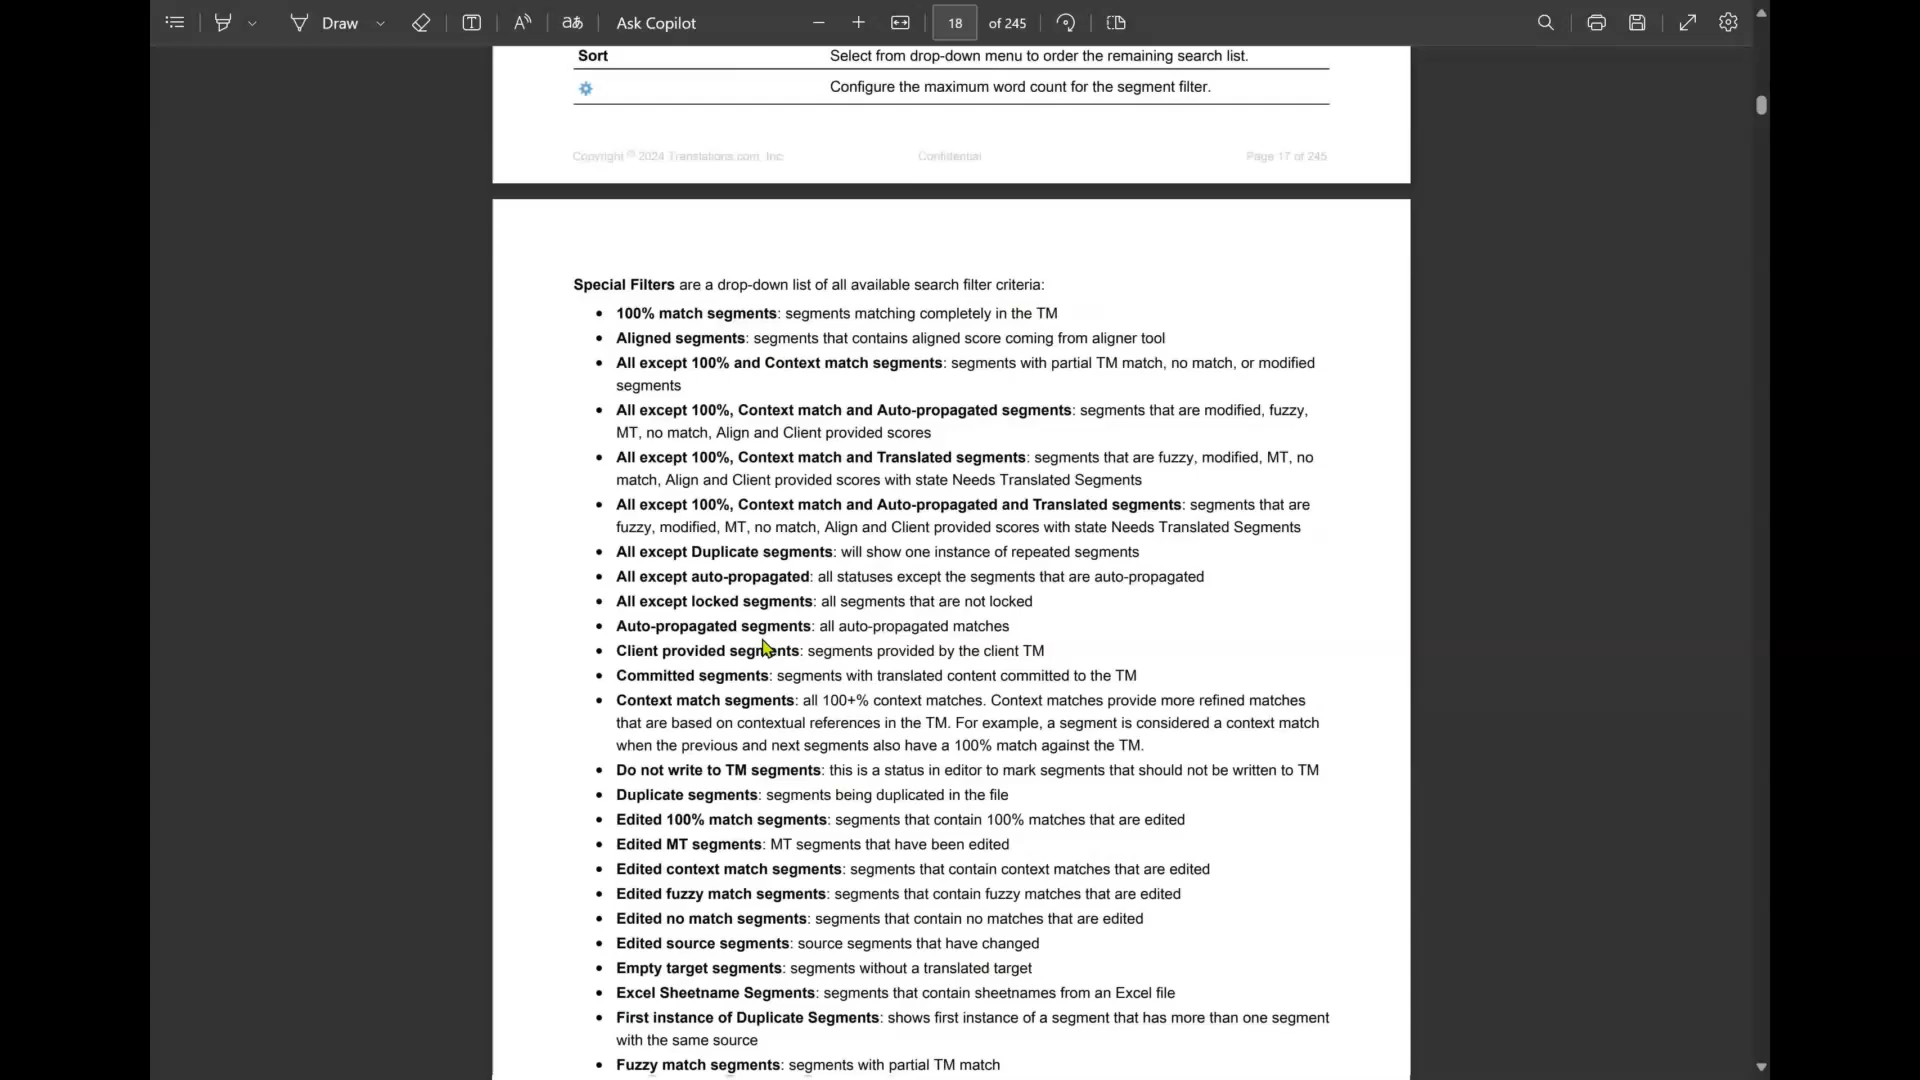 Draw
Ask Copilot
18 of 245
Sort Select from drop-down menu to order the remaining search list.
Configure the maximum word count for the segment filter.
Copyright © 2024 Translations.com, Inc. Confidential Page 17 of 245
Special Filters are a drop-down list of all available search filter criteria:
• 100% match segments: segments matching completely in the TM
• Aligned segments: segments that contains aligned score coming from aligner tool
• All except 100% and Context match segments: segments with partial TM match, no match, or modified
segments
• All except 100%, Context match and Auto-propagated segments: segments that are modified, fuzzy,
MT, no match, Align and Client provided scores
• All except 100%, Context match and Translated segments: segments that are fuzzy, modified, MT, no
match, Align and Client provided scores with state Needs Translated Segments
• All except 100%, Context match and Auto-propagated and Translated segments: segments that are
fuzzy, modified, MT, no match, Align and Client provided scores with state Needs Translated Segments
• All except Duplicate segments: will show one instance of repeated segments
• All except auto-propagated: all statuses except the segments that are auto-propagated
• All except locked segments: all segments that are not locked
• Auto-propagated segments: all auto-propagated matches
• Client provided segments: segments provided by the client TM
• Committed segments: segments with translated content committed to the TM
• Context match segments: all 100+% context matches. Context matches provide more refined matches
that are based on contextual references in the TM. For example, a segment is considered a context match
when the previous and next segments also have a 100% match against the TM.
• Do not write to TM segments: this is a status in editor to mark segments that should not be written to TM
• Duplicate segments: segments being duplicated in the file
• Edited 100% match segments: segments that contain 100% matches that are edited
• Edited MT segments: MT segments that have been edited
• Edited context match segments: segments that contain context matches that are edited
• Edited fuzzy match segments: segments that contain fuzzy matches that are edited
• Edited no match segments: segments that contain no matches that are edited
• Edited source segments: source segments that have changed
• Empty target segments: segments without a translated target
• Excel Sheetname Segments: segments that contain sheetnames from an Excel file
• First instance of Duplicate Segments: shows first instance of a segment that has more than one segment
with the same source
• Fuzzy match segments: segments with partial TM match